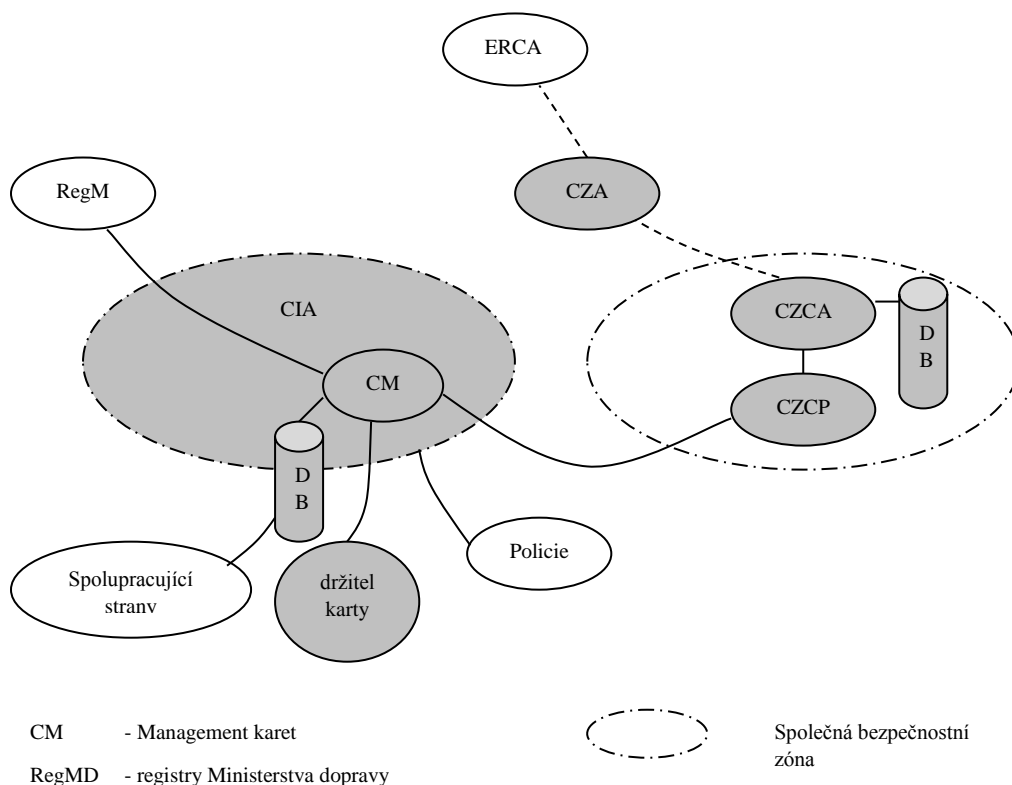 ERCA
RegM
CZA
CIA
CZCA
D
B
CM
CZCP
D
B
Policie
Spolupracující
strany
držitel
karty
CM - Management karet
RegMD - registry Ministerstva dopravy
Společná bezpečnostní
zóna